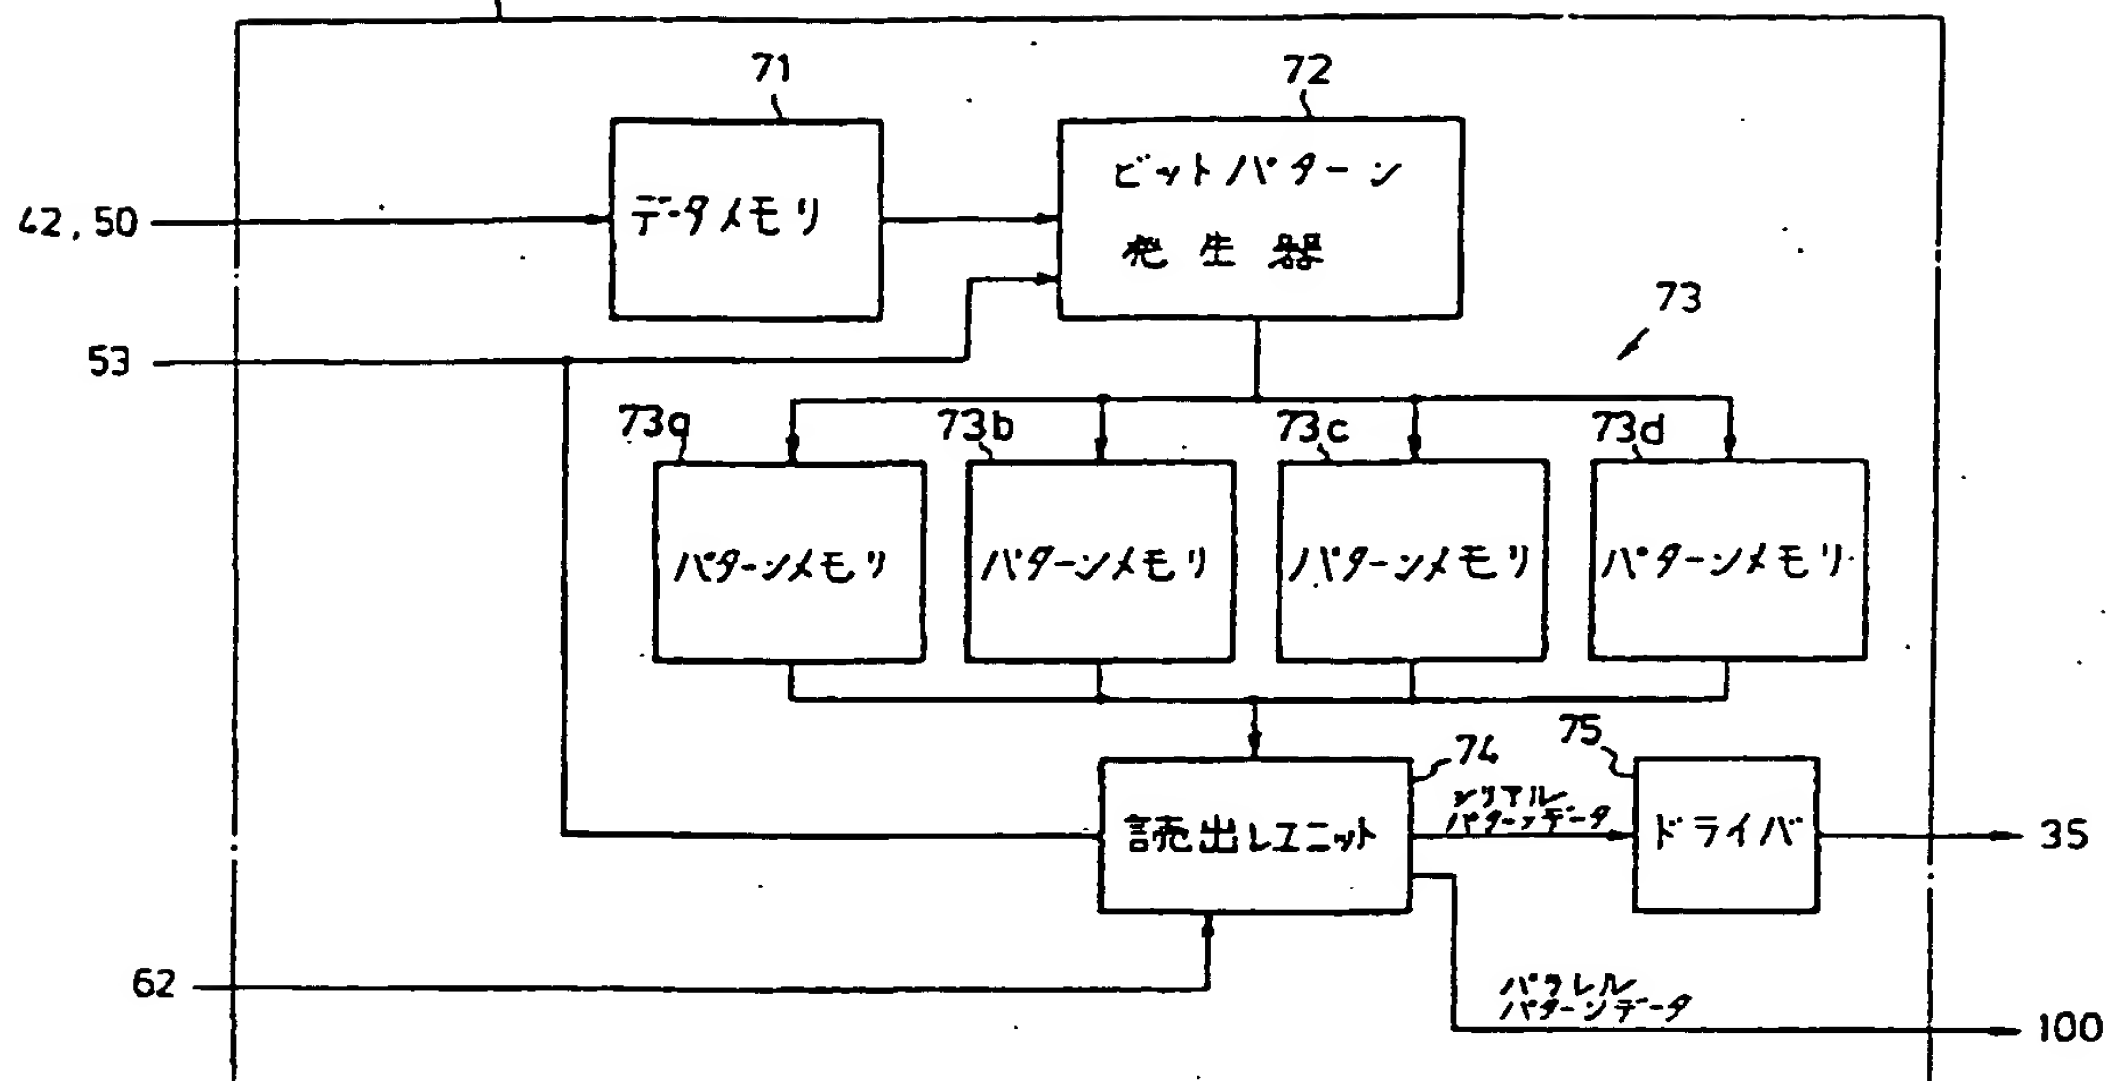 71
72
データメモリ
ビットパターン
発生器
42,50
73
53
73a
73b
73c
73d
パターンメモリ
パターンメモリ
パターンメモリ
パターンメモリ
74
75
シリアル
パターンデータ
読出しユニット
ドライバ
35
62
パラレル
パターンデータ
100